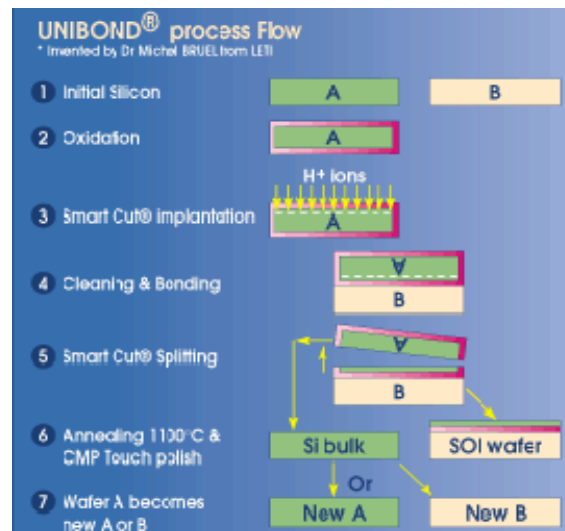 UNIBOND® process Flow
* Invented by Dr Michel BRUEL from LETI
1 Initial Silicon
A
B
2 Oxidation
A
H+ ions
3 Smart Cut® implantation
A
4 Cleaning & Bonding
A
B
5 Smart Cut® Splitting
A
B
6 Annealing 1100°C &
CMP Touch polish
Si bulk
SOI wafer
Or
7 Wafer A becomes
new A or B
New A
New B